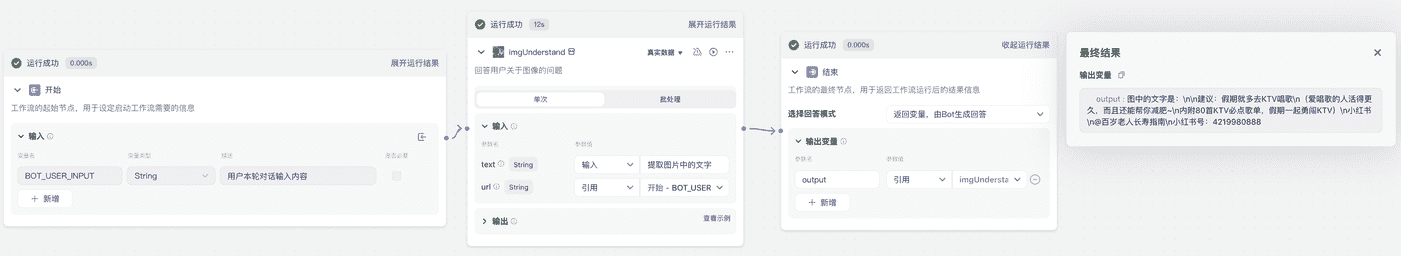 运行成功 0.000s 展开运行结果
开始
工作流的起始节点，用于设定启动工作流需要的信息
输入
变量名 变量类型 描述 是否必要
BOT_USER_INPUT String 用户本轮对话输入内容
+ 新增
运行成功 12s 展开运行结果
imgUnderstand 真实数据
回答用户关于图像的问题
单次 批处理
输入
参数名 参数值
text String 输入 提取图片中的文字
url String 引用 开始 - BOT_USER
输出 查看示例
运行成功 0.000s 收起运行结果
结束
工作流的最终节点，用于返回工作流运行后的结果信息
选择回答模式 返回变量，由Bot生成回答
输出变量
参数名 参数值
output 引用 imgUndersta
+ 新增
最终结果
输出变量
output : 图中的文字是：\n\n建议：假期就多去KTV唱歌\n（爱唱歌的人活得更
久，而且还能帮你减肥~\n内附80首KTV必点歌单，假期一起勇闯KTV）\n小红书
\n@百岁老人长寿指南\n小红书号：4219980888